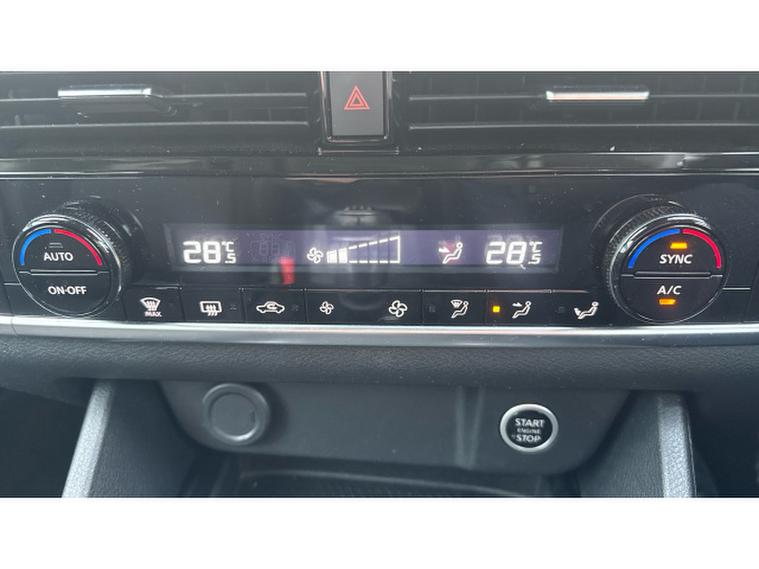 28.5°C 28.5°C
AUTO
ON·OFF
SYNC
A/C
MAX
START
ENGINE
STOP